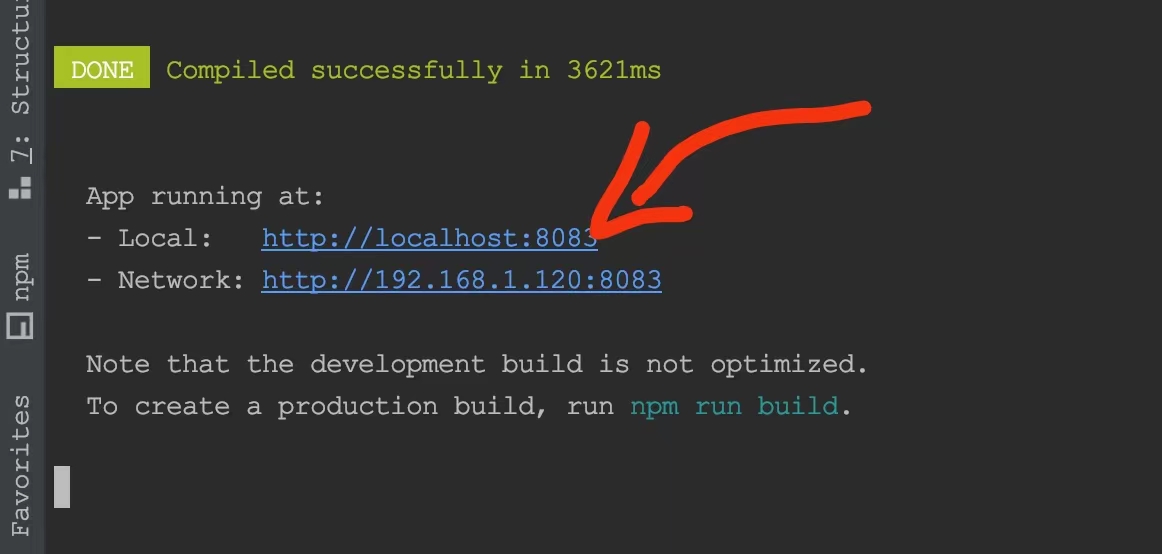 DONE Compiled successfully in 3621ms
App running at:
- Local: http://localhost:8083
- Network: http://192.168.1.120:8083
Note that the development build is not optimized.
To create a production build, run npm run build.
7: Structu
npm
Favorites